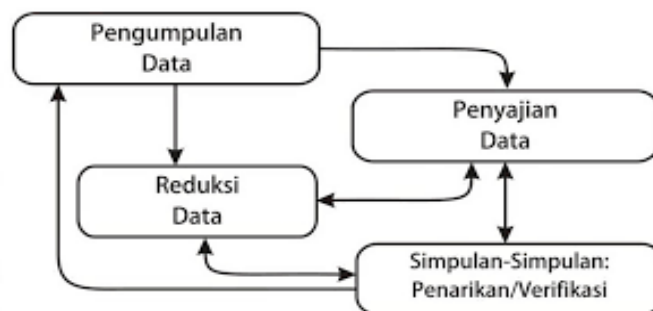 Pengumpulan
Data
Penyajian
Data
Reduksi
Data
Simpulan-Simpulan:
Penarikan/Verifikasi